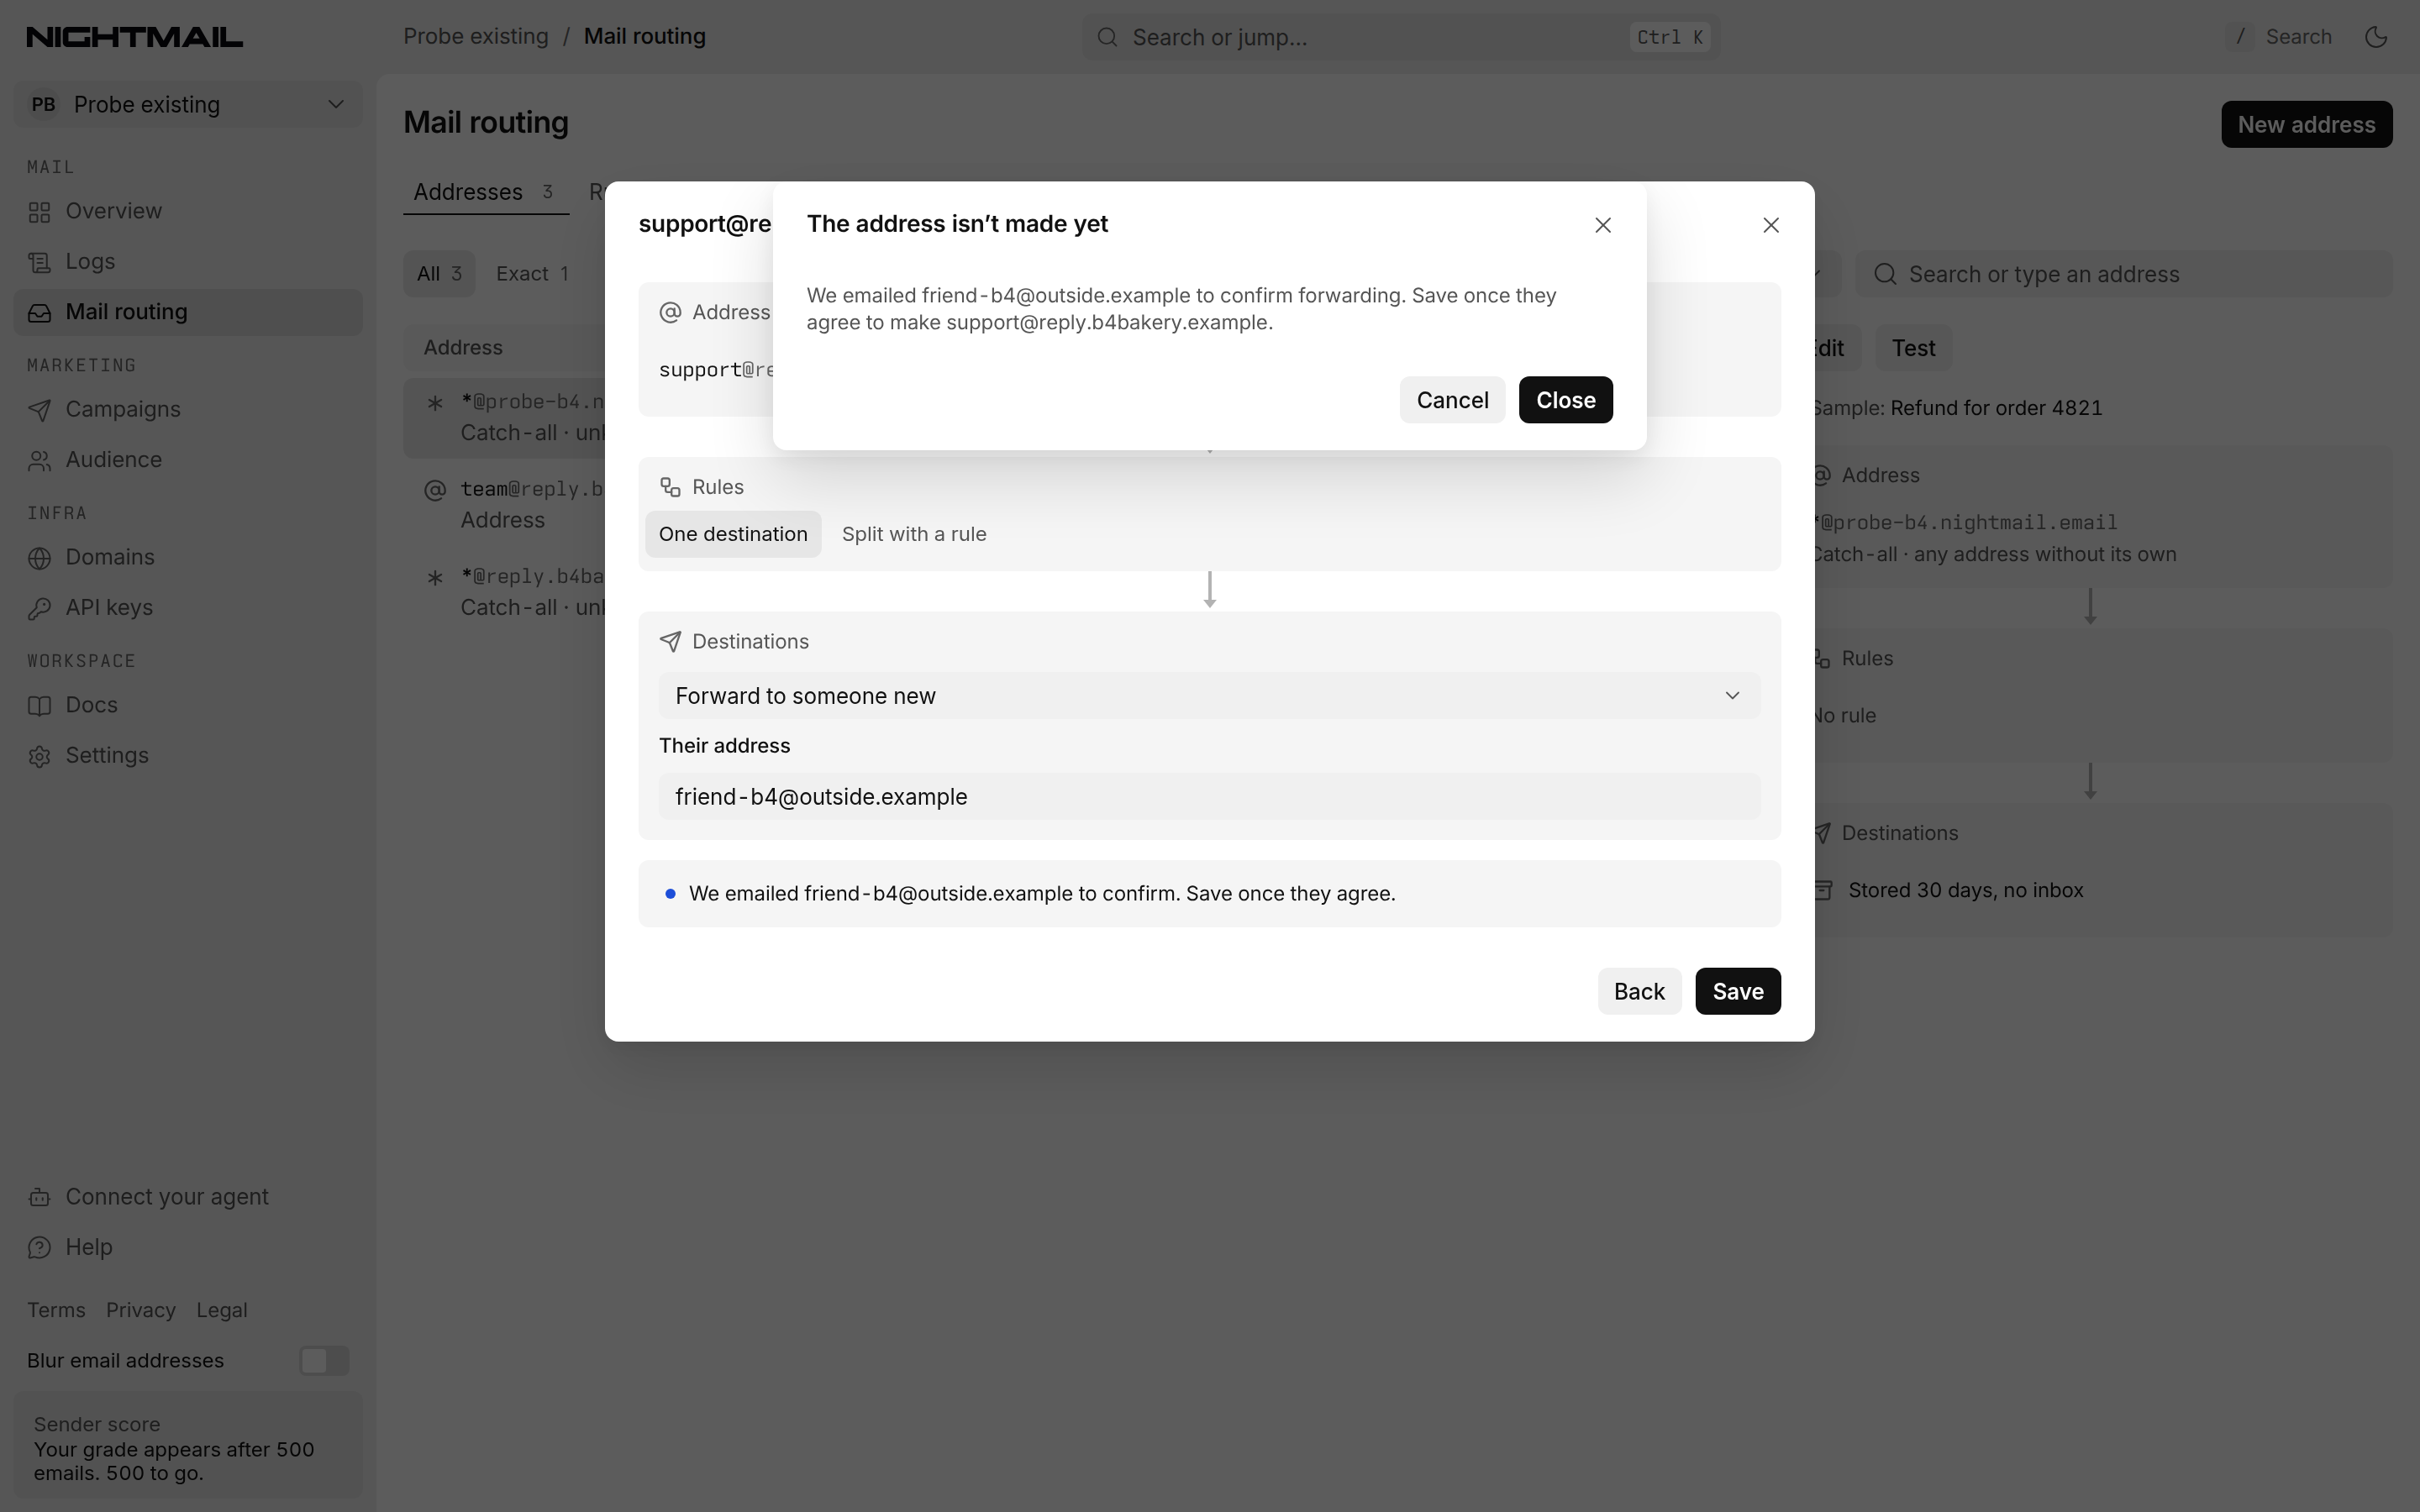 NIGHTMAIL
Probe existing / Mail routing
Search or jump...
Ctrl K
/ Search
PB Probe existing
MAIL
Overview
Logs
Mail routing
MARKETING
Campaigns
Audience
INFRA
Domains
API keys
WORKSPACE
Docs
Settings
Connect your agent
Help
Terms Privacy Legal
Blur email addresses
Sender score
Your grade appears after 500
emails. 500 to go.
Mail routing
New address
Addresses 3
All 3 Exact 1
Search or type an address
Address
*@probe-b4.n
Catch-all ·
team@reply.b
Address
*@reply.b4ba
Catch-all ·
support@re
Address
support@re
The address isn’t made yet
We emailed friend-b4@outside.example to confirm forwarding. Save once they
agree to make support@reply.b4bakery.example.
Cancel Close
Rules
One destination Split with a rule
Destinations
Forward to someone new
Their address
friend-b4@outside.example
We emailed friend-b4@outside.example to confirm. Save once they agree.
Back Save
Edit Test
Sample: Refund for order 4821
@ Address
*@probe-b4.nightmail.email
Catch-all · any address without its own
Rules
No rule
Destinations
Stored 30 days, no inbox